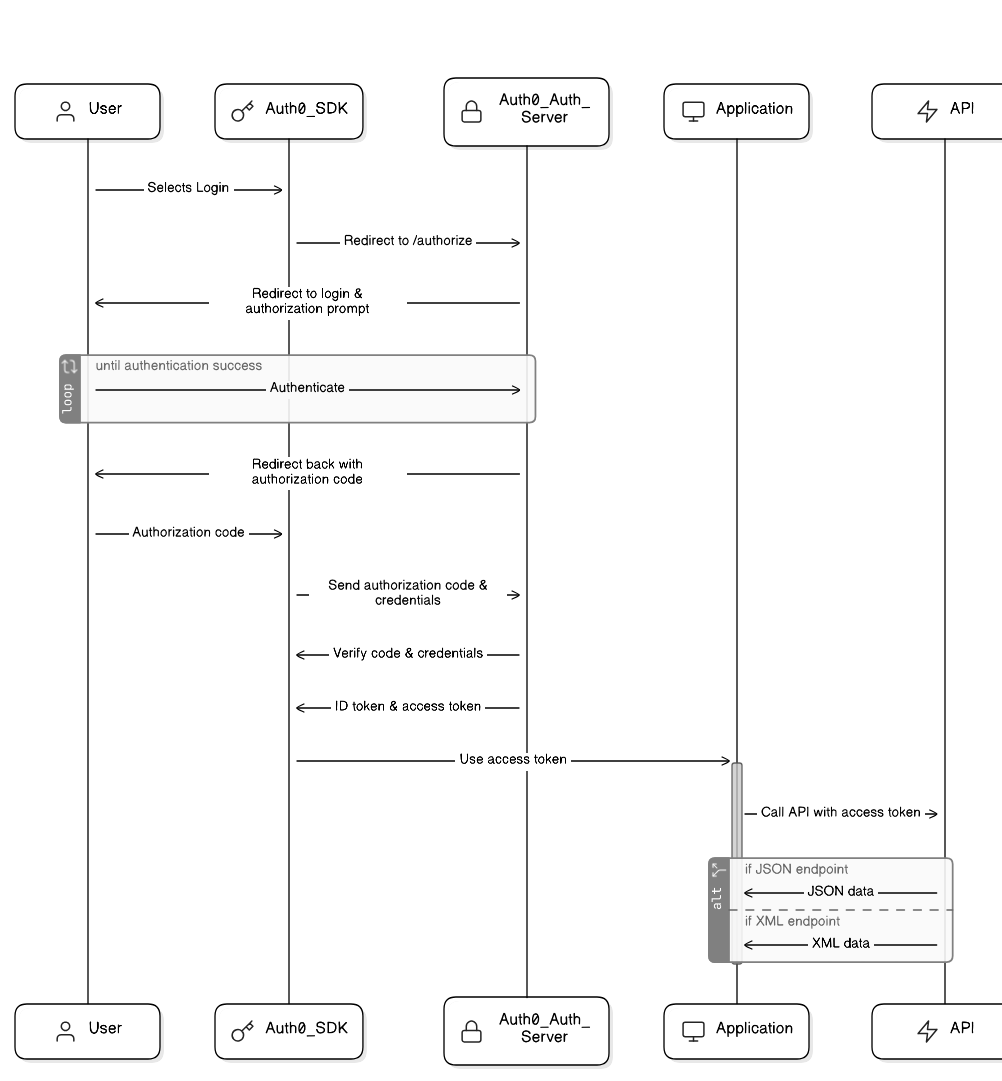 User
Auth0_SDK
Auth0_Auth_
Server
Application
API
Selects Login
Redirect to /authorize
Redirect to login &
authorization prompt
loop
until authentication success
Authenticate
Redirect back with
authorization code
Authorization code
Send authorization code &
credentials
Verify code & credentials
ID token & access token
Use access token
Call API with access token
alt
if JSON endpoint
JSON data
if XML endpoint
XML data
User
Auth0_SDK
Auth0_Auth_
Server
Application
API